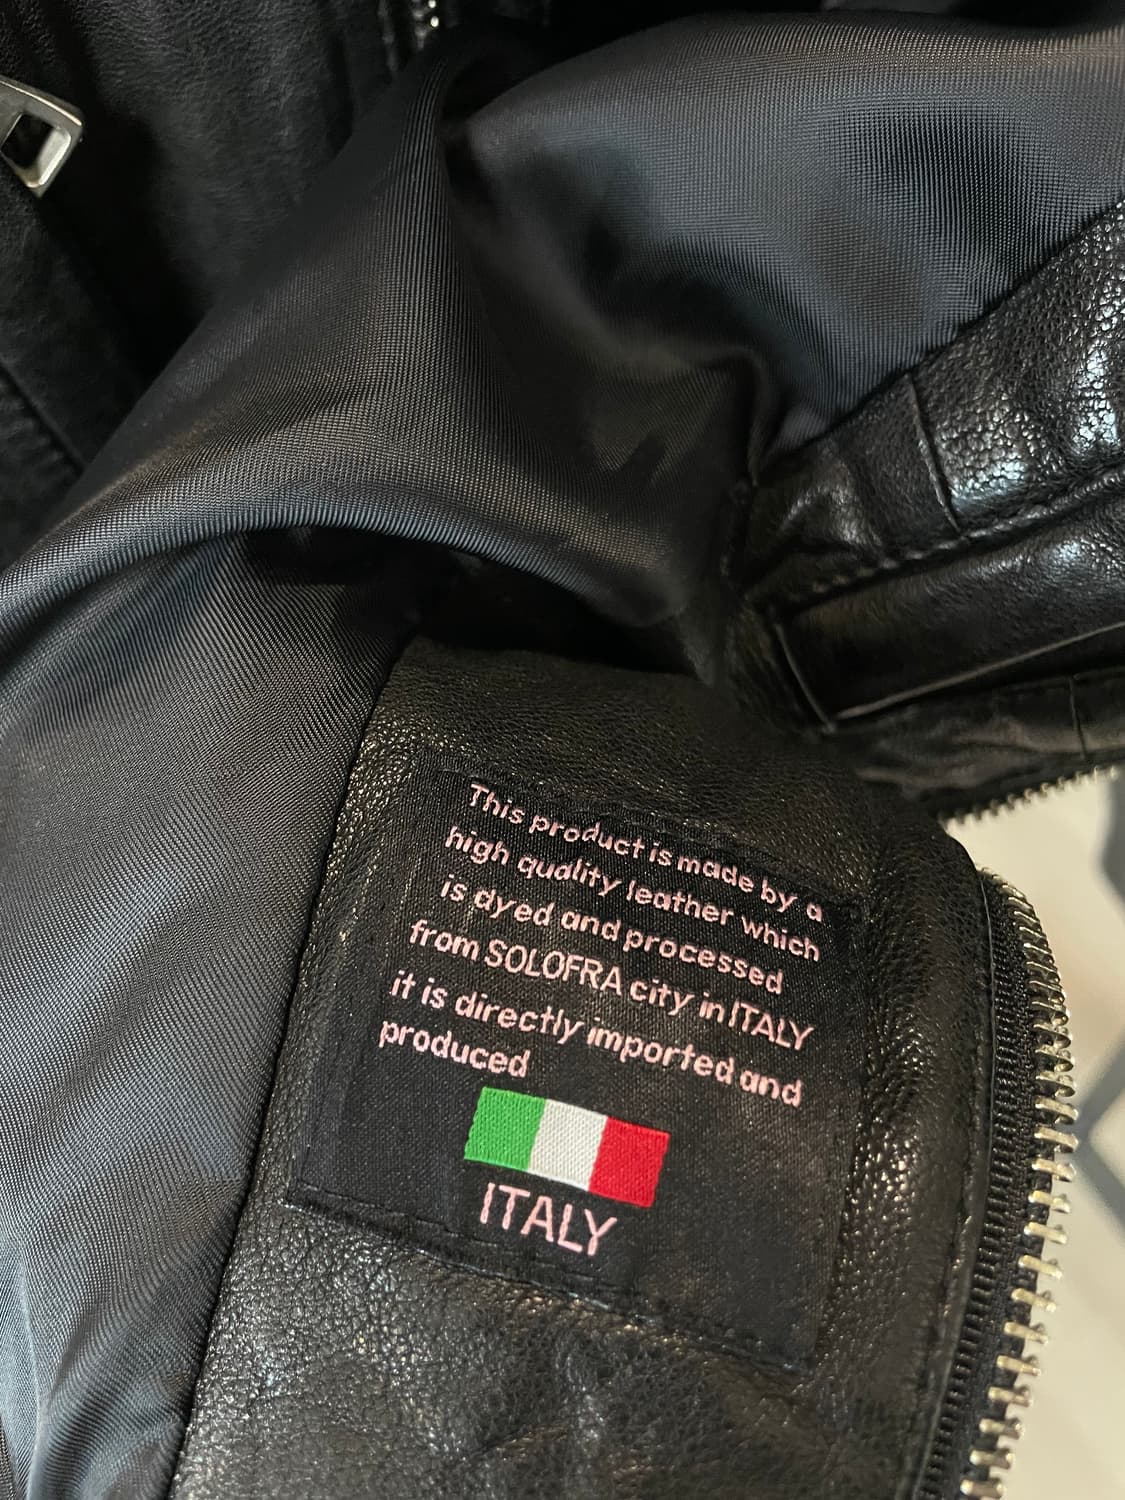 This product is made by a
high quality leather which
is dyed and processed
from SOLOFRA city in ITALY
it is directly imported and
produced
ITALY